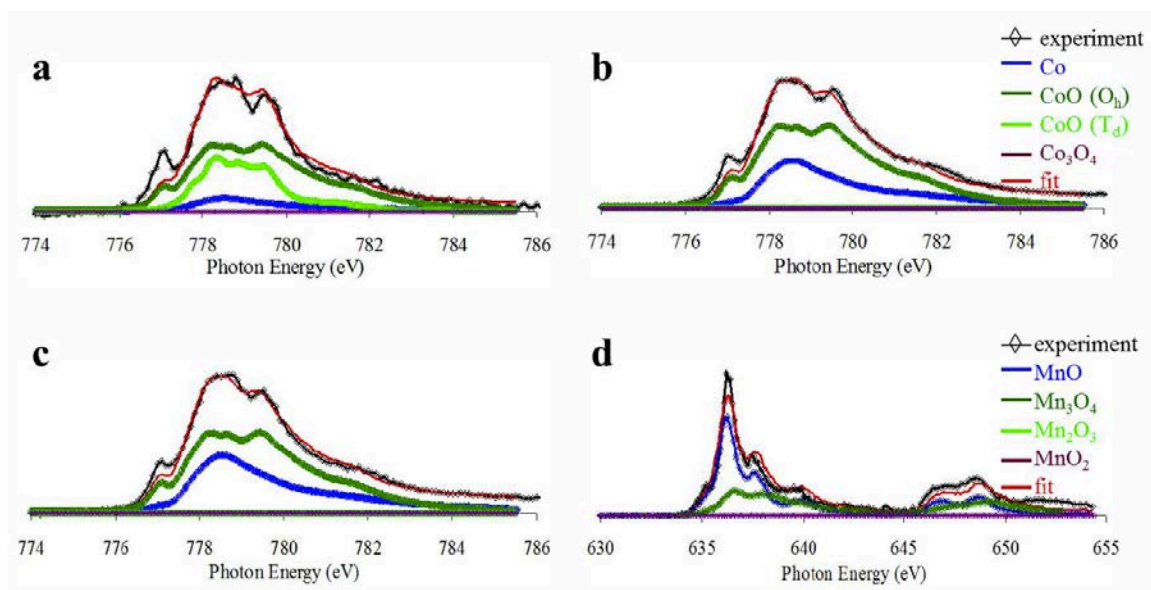 a
774 776 778 780 782 784 786
Photon Energy (eV)
b
experiment
Co
CoO (Oh)
CoO (Td)
Co3O4
fit
774 776 778 780 782 784 786
Photon Energy (eV)
c
774 776 778 780 782 784 786
Photon Energy (eV)
d
experiment
MnO
Mn3O4
Mn2O3
MnO2
fit
630 635 640 645 650 655
Photon Energy (eV)